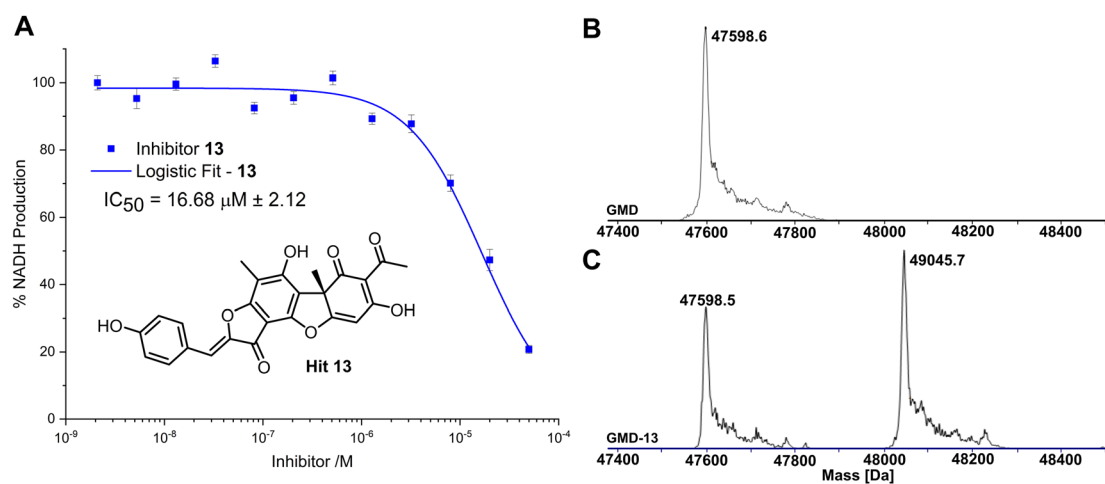 A
% NADH Production
100
80
60
40
20
0
Inhibitor 13
Logistic Fit - 13
IC50 = 16.68 μM ± 2.12
OH
O
O
HO
O
O
OH
O
Hit 13
10-9
10-8
10-7
10-6
10-5
10-4
Inhibitor /M
B
47598.6
GMD
47400
47600
47800
48000
48200
48400
C
47598.5
49045.7
GMD-13
47400
47600
47800
48000
48200
48400
Mass [Da]